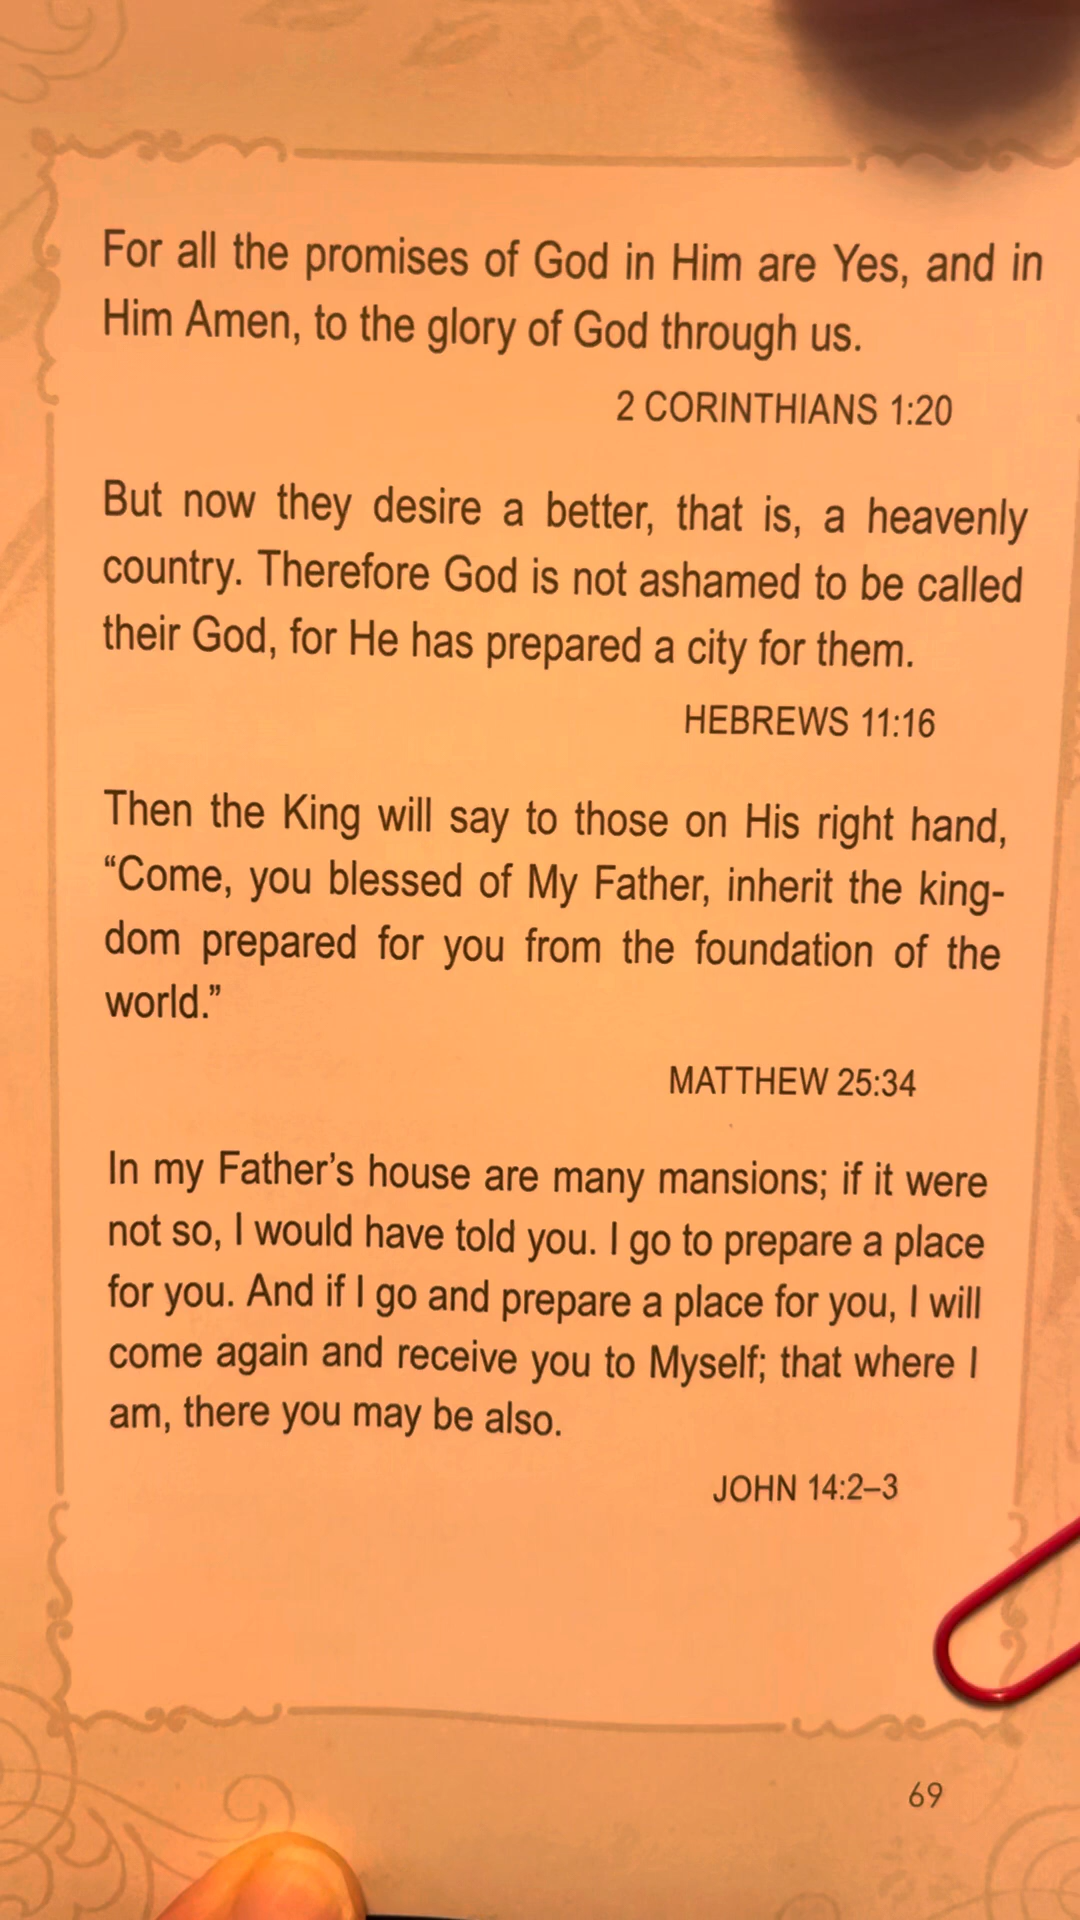 For all the promises of God in Him are Yes, and in
Him Amen, to the glory of God through us.
2 CORINTHIANS 1:20
But now they desire a better, that is, a heavenly
country. Therefore God is not ashamed to be called
their God, for He has prepared a city for them.
HEBREWS 11:16
Then the King will say to those on His right hand,
“Come, you blessed of My Father, inherit the king-
dom prepared for you from the foundation of the
world.”
MATTHEW 25:34
In my Father’s house are many mansions; if it were
not so, I would have told you. I go to prepare a place
for you. And if I go and prepare a place for you, I will
come again and receive you to Myself; that where I
am, there you may be also.
JOHN 14:2–3
69